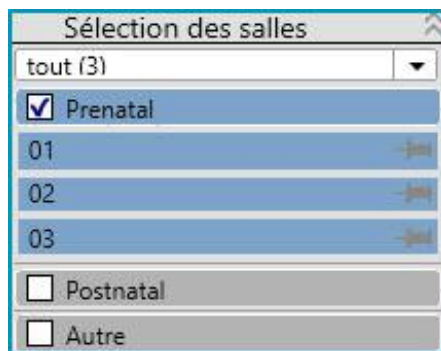 Sélection des salles
tout (3)
Prenatal
01
02
03
Postnatal
Autre